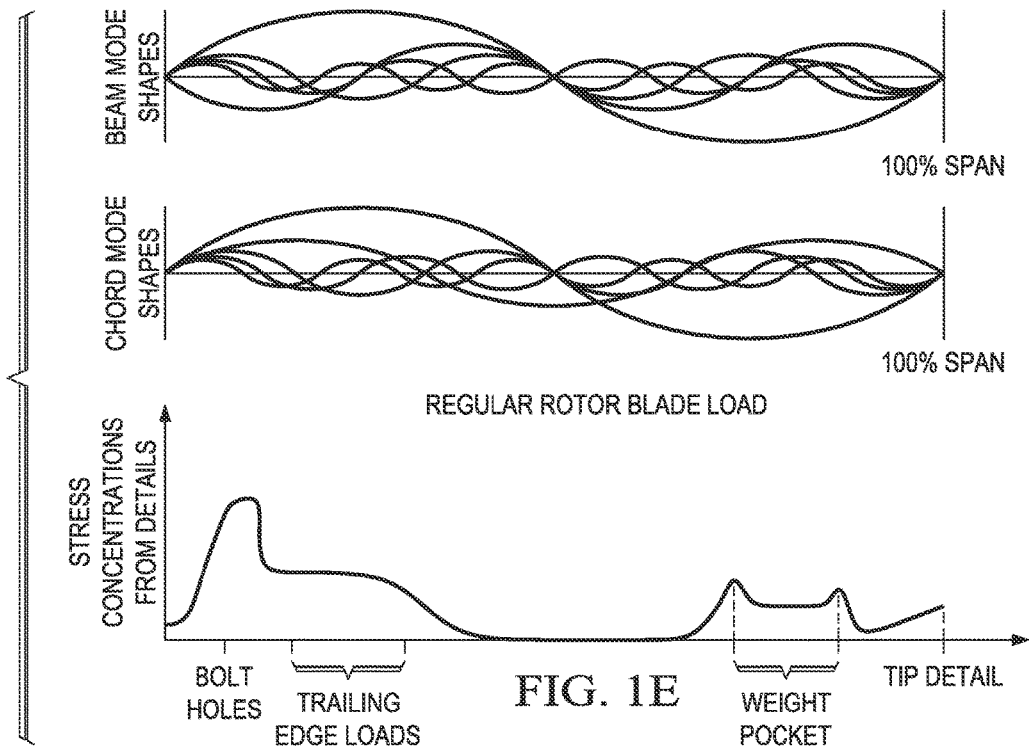 BEAM MODE
SHAPES
100% SPAN
CHORD MODE
SHAPES
100% SPAN
REGULAR ROTOR BLADE LOAD
STRESS
CONCENTRATIONS
FROM DETAILS
BOLT
HOLES
TRAILING
EDGE LOADS
FIG. 1E
WEIGHT
POCKET
TIP DETAIL